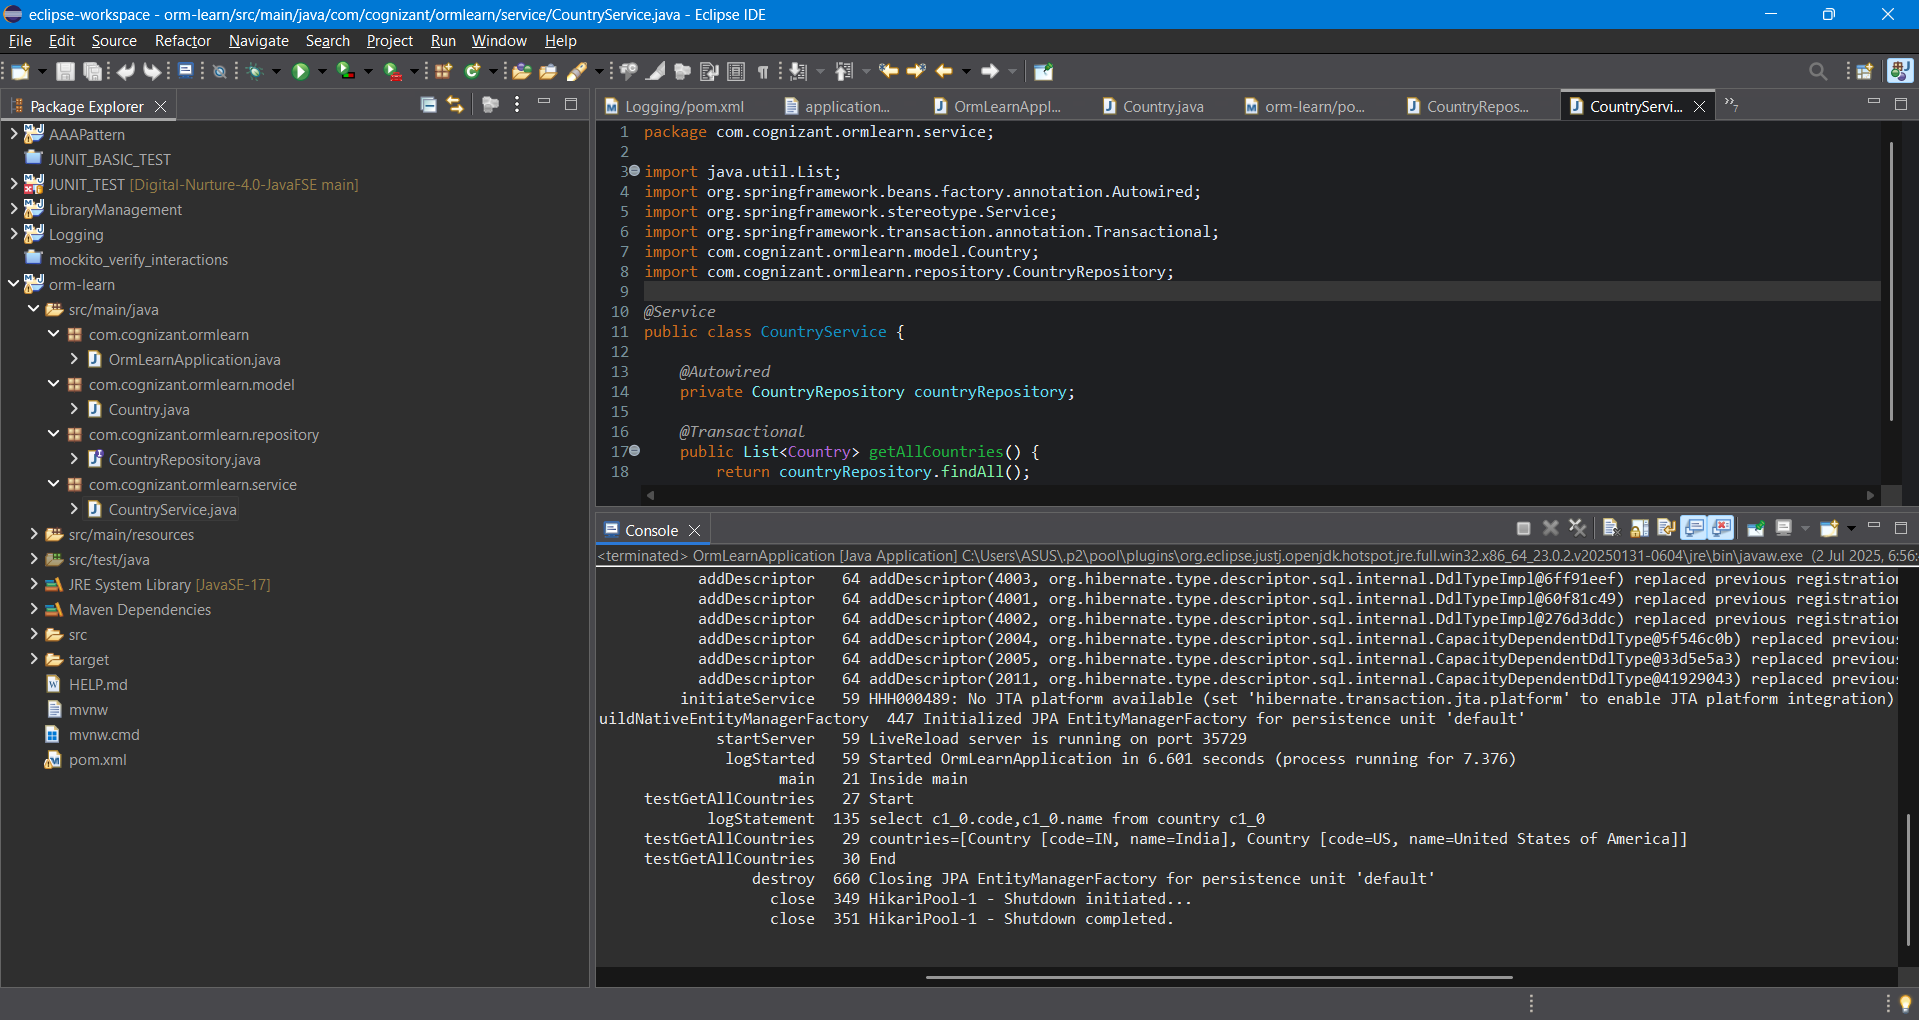 eclipse-workspace - orm-learn/src/main/java/com/cognizant/ormlearn/service/CountryService.java - Eclipse IDE
File Edit Source Refactor Navigate Search Project Run Window Help
Package Explorer
AAAPattern
JUNIT_BASIC_TEST
JUNIT_TEST [Digital-Nurture-4.0-JavaFSE main]
LibraryManagement
Logging
mockito_verify_interactions
orm-learn
src/main/java
com.cognizant.ormlearn
OrmLearnApplication.java
com.cognizant.ormlearn.model
Country.java
com.cognizant.ormlearn.repository
CountryRepository.java
com.cognizant.ormlearn.service
CountryService.java
src/main/resources
src/test/java
JRE System Library [JavaSE-17]
Maven Dependencies
src
target
HELP.md
mvnw
mvnw.cmd
pom.xml
Logging/pom.xml application... OrmLearnAppl... Country.java orm-learn/po... CountryRepos... CountryServi... »7
1 package com.cognizant.ormlearn.service;
2
3 import java.util.List;
4 import org.springframework.beans.factory.annotation.Autowired;
5 import org.springframework.stereotype.Service;
6 import org.springframework.transaction.annotation.Transactional;
7 import com.cognizant.ormlearn.model.Country;
8 import com.cognizant.ormlearn.repository.CountryRepository;
9
10 @Service
11 public class CountryService {
12
13 @Autowired
14 private CountryRepository countryRepository;
15
16 @Transactional
17 public List<Country> getAllCountries() {
18 return countryRepository.findAll();
Console
<terminated> OrmLearnApplication [Java Application] C:\Users\ASUS\.p2\pool\plugins\org.eclipse.justj.openjdk.hotspot.jre.full.win32.x86_64_23.0.2.v20250131-0604\jre\bin\javaw.exe (2 Jul 2025, 6:56:
addDescriptor 64 addDescriptor(4003, org.hibernate.type.descriptor.sql.internal.DdlTypeImpl@6ff91eef) replaced previous registration
addDescriptor 64 addDescriptor(4001, org.hibernate.type.descriptor.sql.internal.DdlTypeImpl@60f81c49) replaced previous registration
addDescriptor 64 addDescriptor(4002, org.hibernate.type.descriptor.sql.internal.DdlTypeImpl@276d3ddc) replaced previous registration
addDescriptor 64 addDescriptor(2004, org.hibernate.type.descriptor.sql.internal.CapacityDependentDdlType@5f546c0b) replaced previous
addDescriptor 64 addDescriptor(2005, org.hibernate.type.descriptor.sql.internal.CapacityDependentDdlType@33d5e5a3) replaced previous
addDescriptor 64 addDescriptor(2011, org.hibernate.type.descriptor.sql.internal.CapacityDependentDdlType@41929043) replaced previous
initiateService 59 HHH000489: No JTA platform available (set 'hibernate.transaction.jta.platform' to enable JTA platform integration)
uildNativeEntityManagerFactory 447 Initialized JPA EntityManagerFactory for persistence unit 'default'
startServer 59 LiveReload server is running on port 35729
logStarted 59 Started OrmLearnApplication in 6.601 seconds (process running for 7.376)
main 21 Inside main
testGetAllCountries 27 Start
logStatement 135 select c1_0.code,c1_0.name from country c1_0
testGetAllCountries 29 countries=[Country [code=IN, name=India], Country [code=US, name=United States of America]]
testGetAllCountries 30 End
destroy 660 Closing JPA EntityManagerFactory for persistence unit 'default'
close 349 HikariPool-1 - Shutdown initiated...
close 351 HikariPool-1 - Shutdown completed.